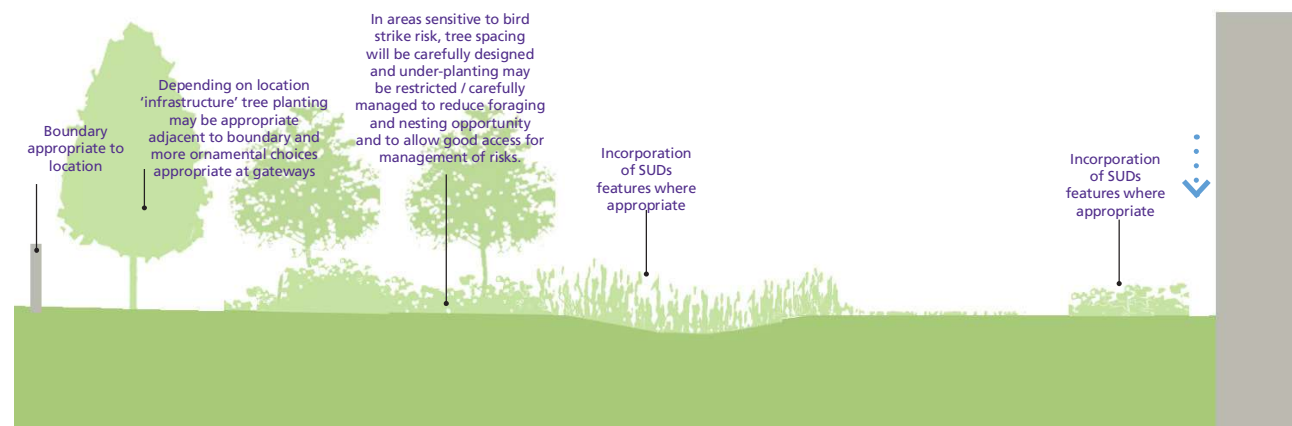 Boundary
appropriate to
location
Depending on location
‘infrastructure’ tree planting
may be appropriate
adjacent to boundary and
more ornamental choices
appropriate at gateways
In areas sensitive to bird
strike risk, tree spacing
will be carefully designed
and under-planting may
be restricted / carefully
managed to reduce foraging
and nesting opportunity
and to allow good access for
management of risks.
Incorporation
of SUDs
features where
appropriate
Incorporation
of SUDs
features where
appropriate